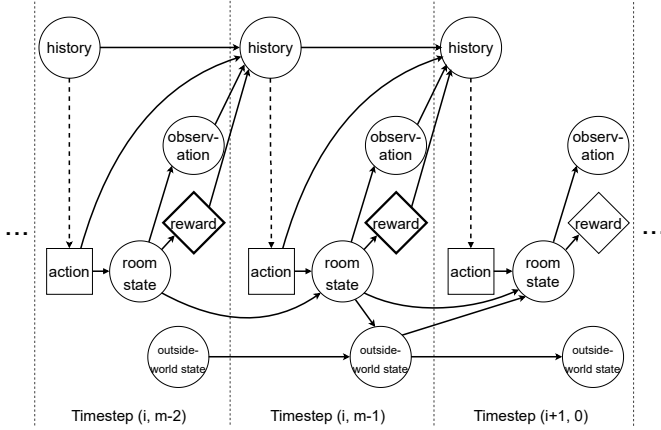 history
history
history
observ-
ation
observ-
ation
observ-
ation
reward
reward
reward
...
...
action
room
state
action
room
state
action
room
state
outside-
world state
outside-
world state
outside-
world state
Timestep (i, m-2)
Timestep (i, m-1)
Timestep (i+1, 0)